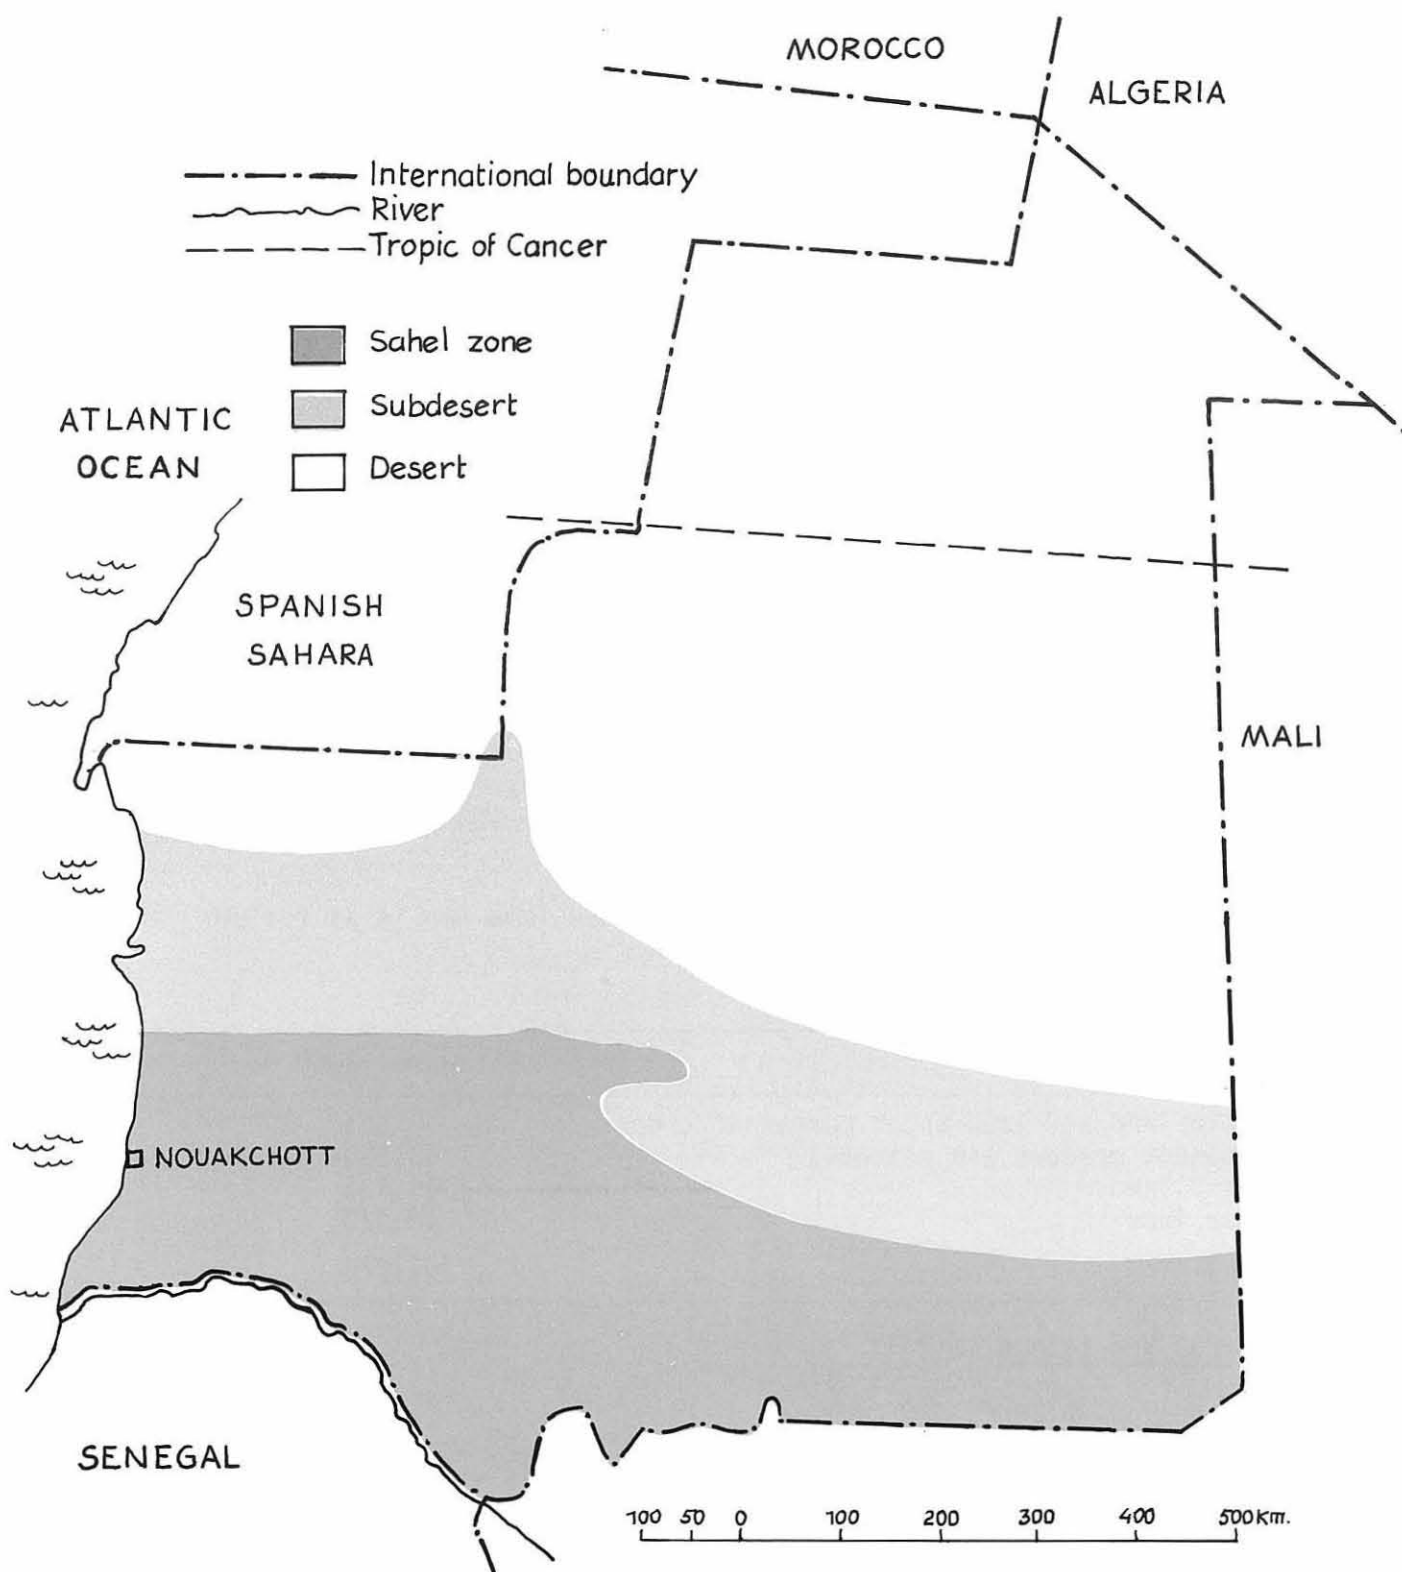 MOROCCO
ALGERIA
International boundary
River
Tropic of Cancer
Sahel zone
Subdesert
Desert
ATLANTIC
OCEAN
SPANISH
SAHARA
MALI
NOUAKCHOTT
SENEGAL
100 50 0 100 200 300 400 500 Km.